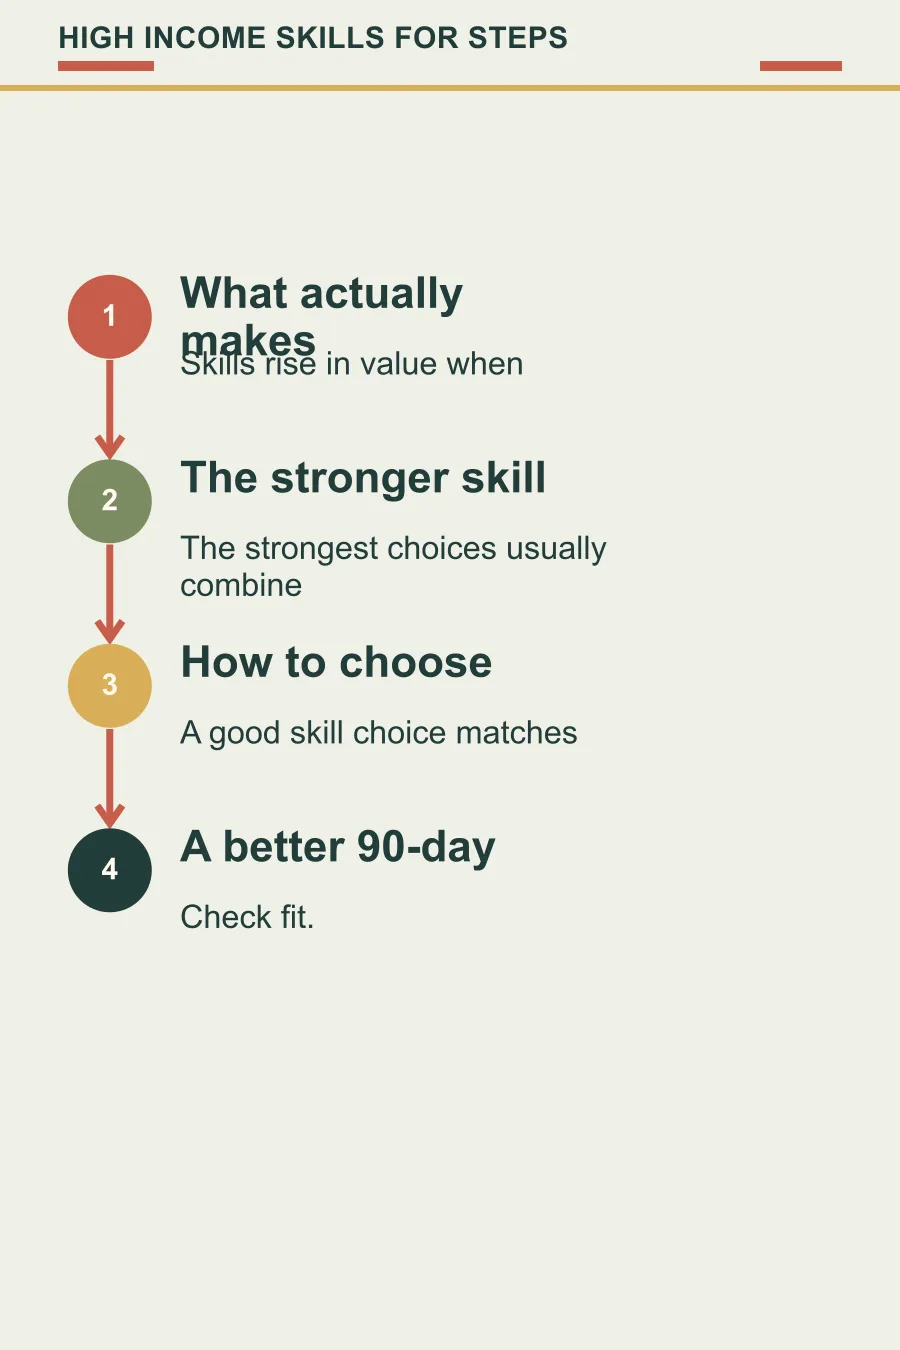 HIGH INCOME SKILLS FOR STEPS
1
What actually
makes
Skills rise in value when
2
The stronger skill
The strongest choices usually
combine
3
How to choose
A good skill choice matches
4
A better 90-day
Check fit.